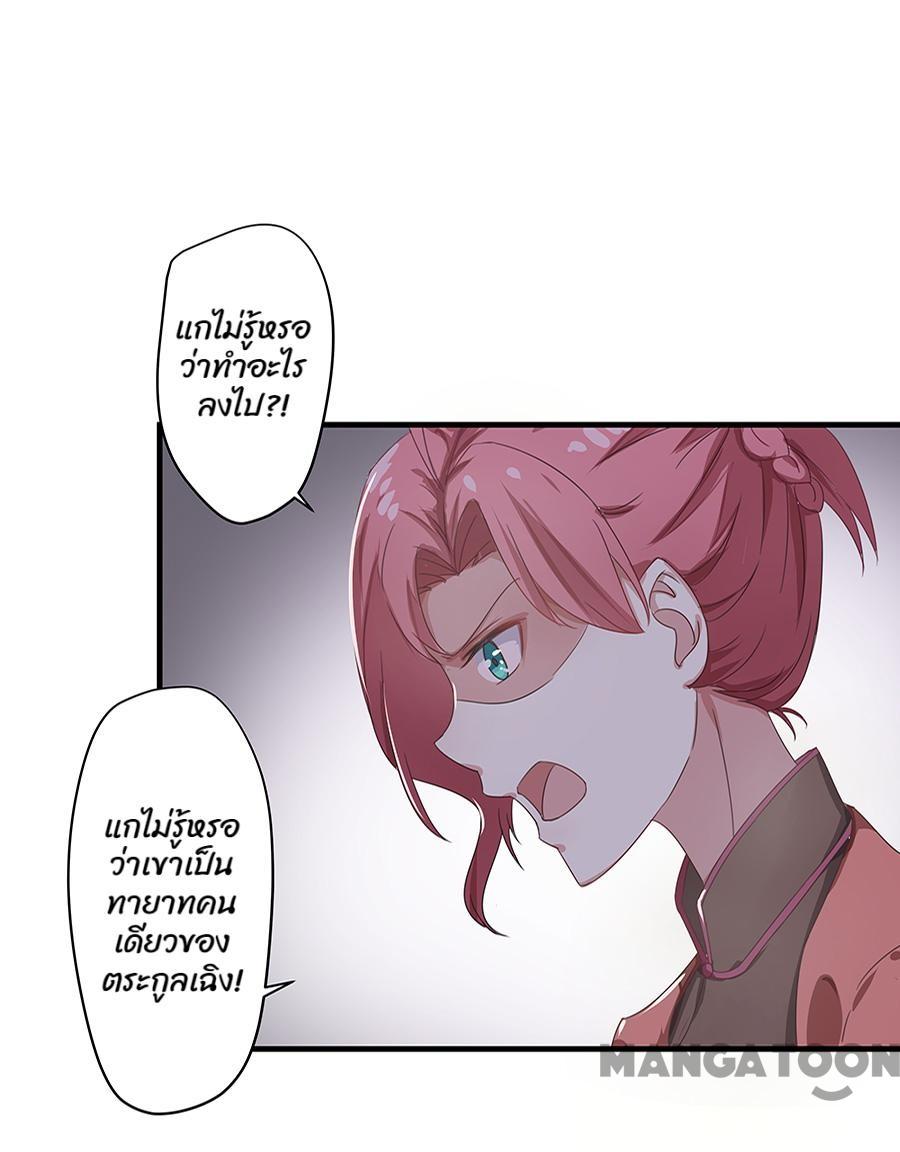 แกไม่รู้หรอ
ว่าทำอะไร
ลงไป?!
แกไม่รู้หรอ
ว่าเขาเป็น
ทายาทคน
เดียวของ
ตระกูลเฉิง!
MANGATOON